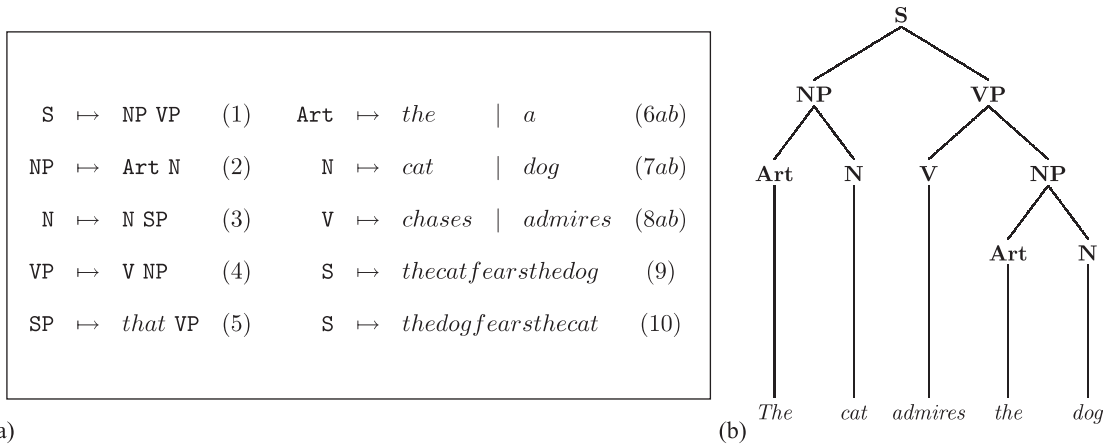 S ↦ NP VP (1) Art ↦ the | a (6ab)
NP ↦ Art N (2) N ↦ cat | dog (7ab)
N ↦ N SP (3) V ↦ chases | admires (8ab)
VP ↦ V NP (4) S ↦ thecatfearsthedog (9)
SP ↦ that VP (5) S ↦ thedogfearsthecat (10)
a)
S
NP VP
Art N V NP
Art N
The cat admires the dog
(b)